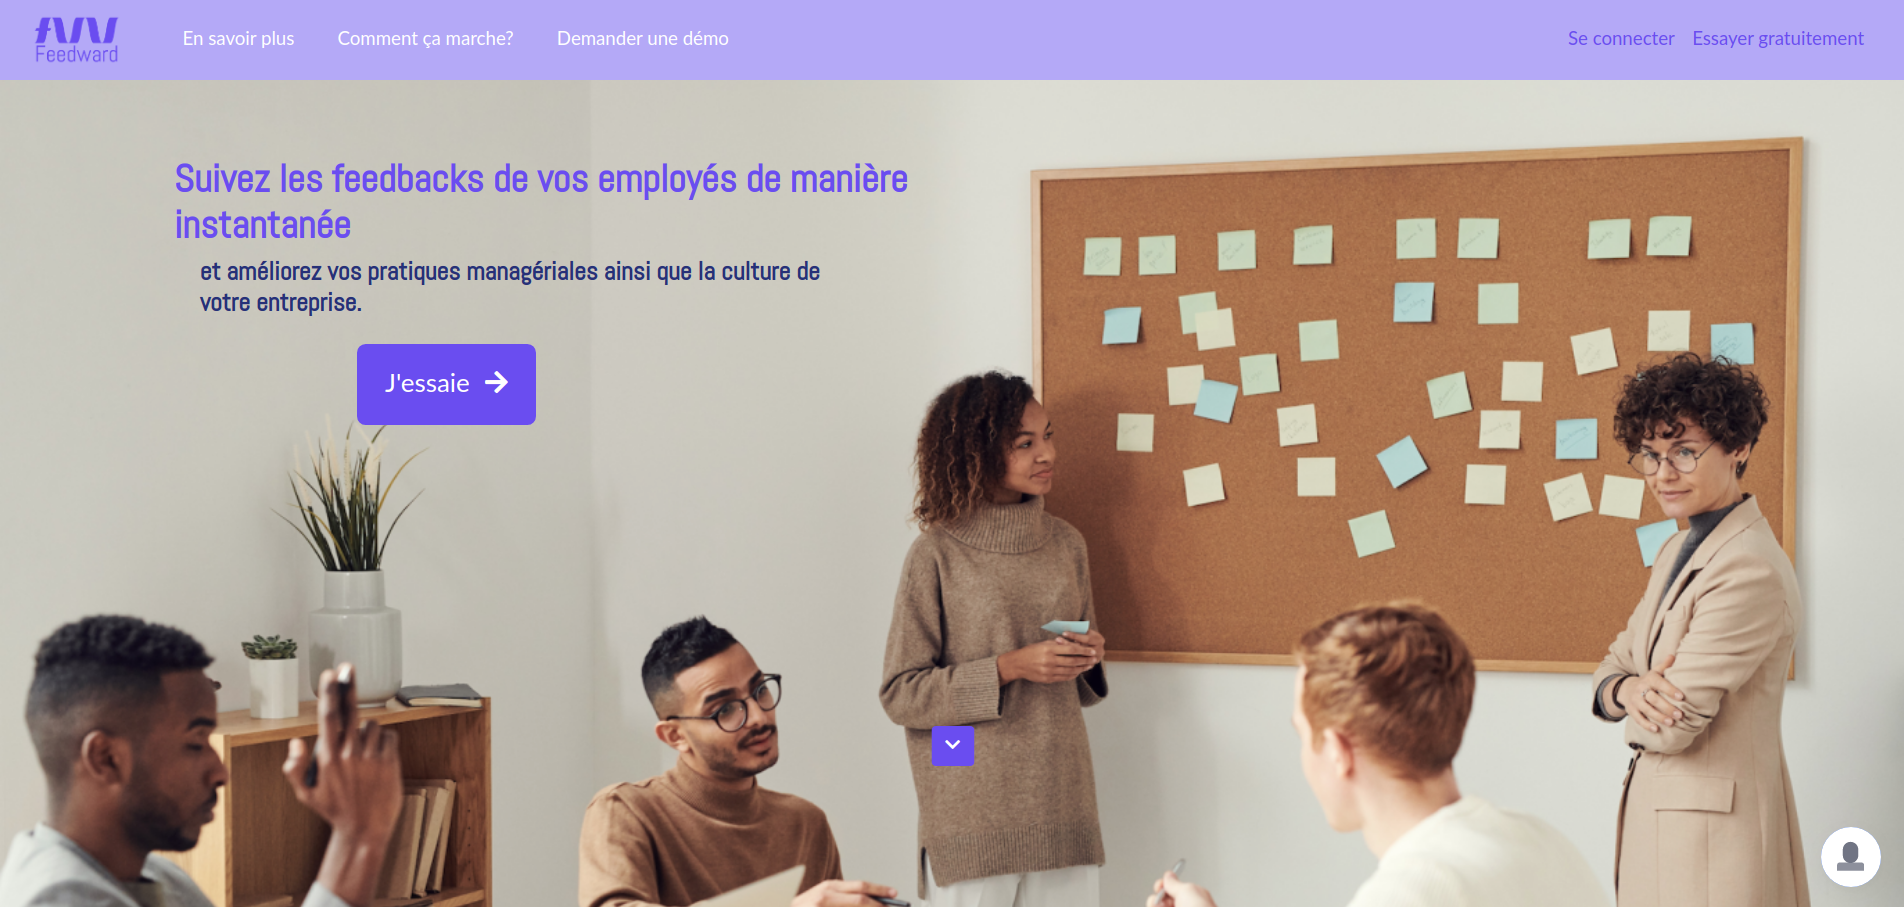 Feedward
En savoir plus
Comment ça marche?
Demander une démo
Se connecter
Essayer gratuitement
Suivez les feedbacks de vos employés de manière
instantanée
et améliorez vos pratiques managériales ainsi que la culture de
votre entreprise.
J'essaie